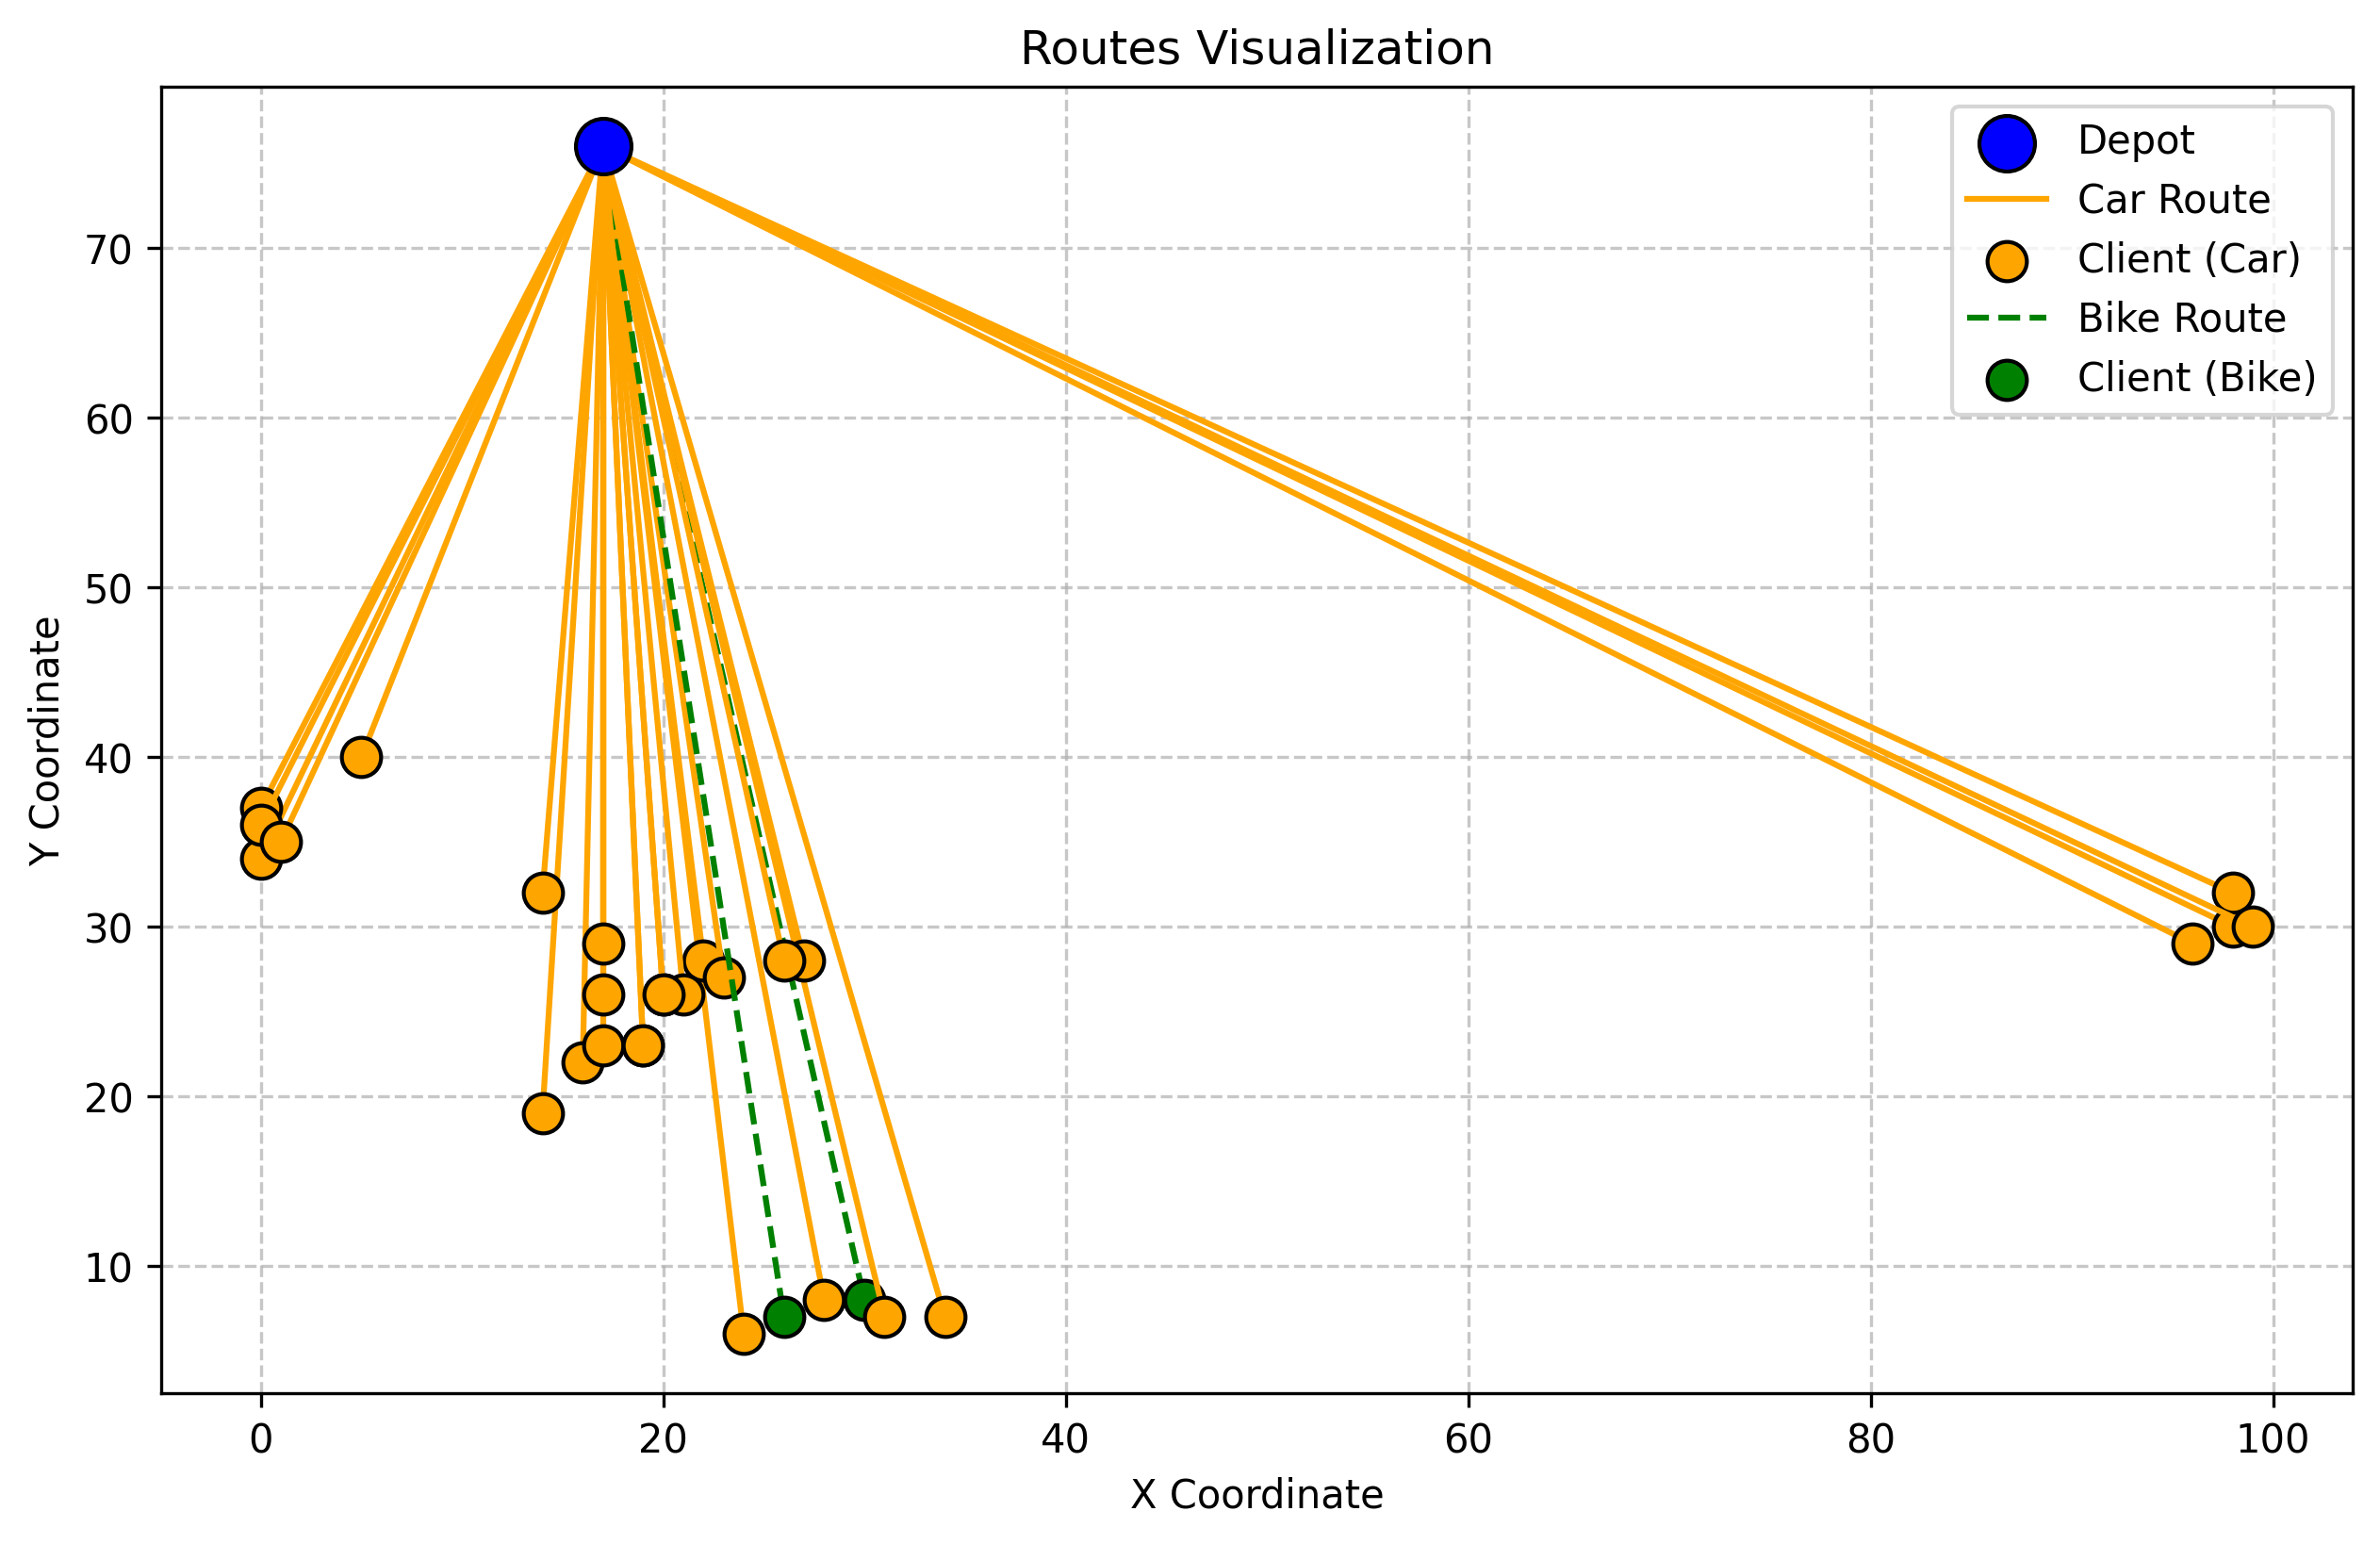 Routes Visualization
Depot
Car Route
Client (Car)
Bike Route
Client (Bike)
Y Coordinate
70
60
50
40
30
20
10
0 20 40 60 80 100
X Coordinate